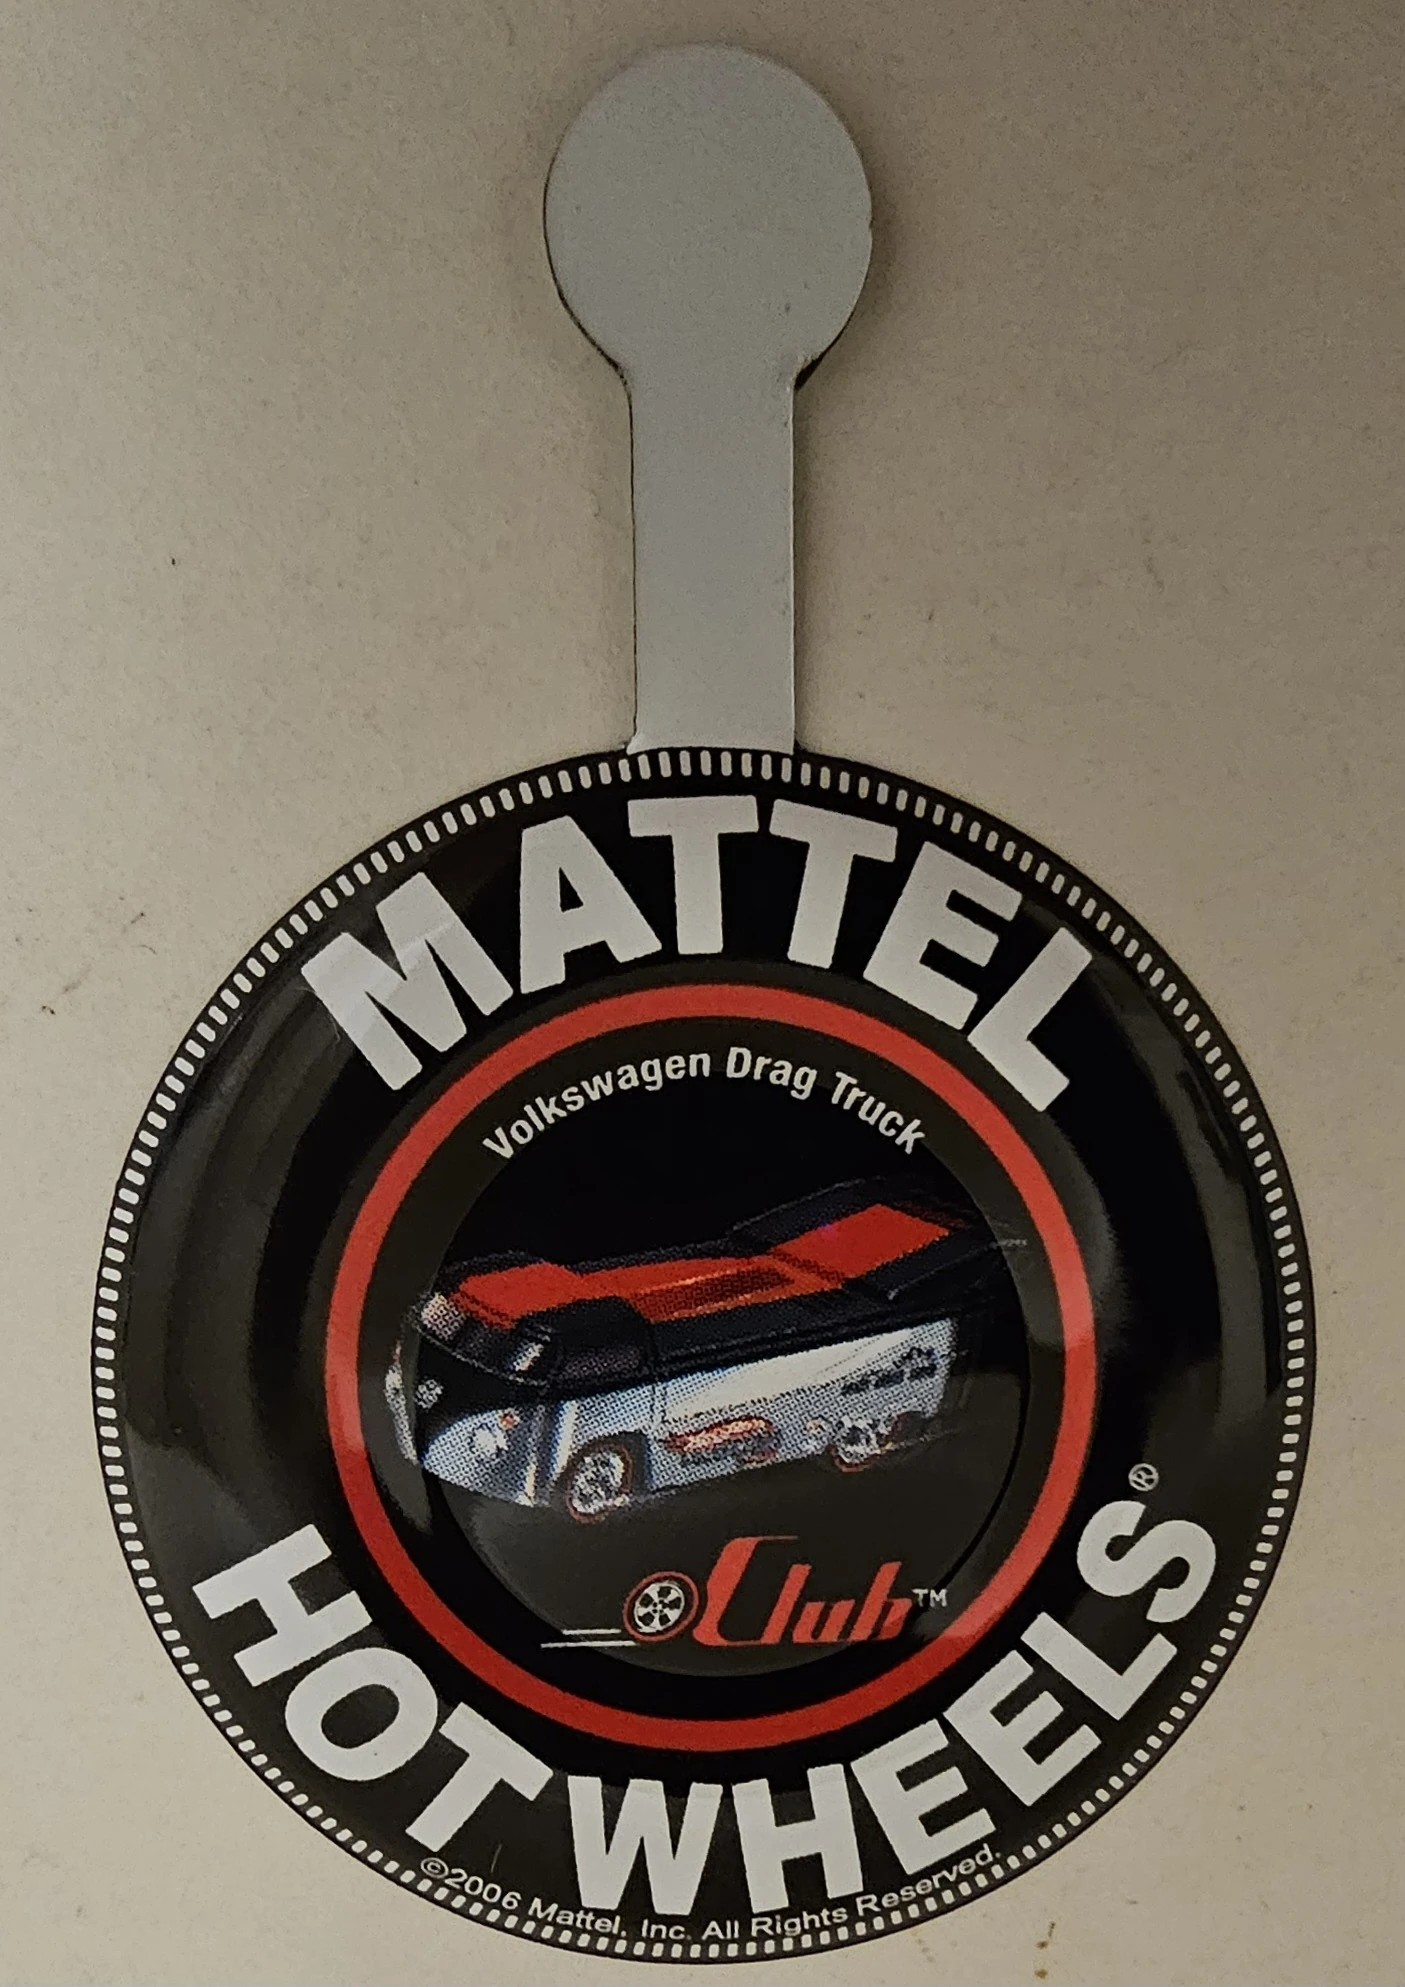 MATTEL
Volkswagen Drag Truck
Club™
HOT WHEELS®
©2006 Mattel, Inc. All Rights Reserved.